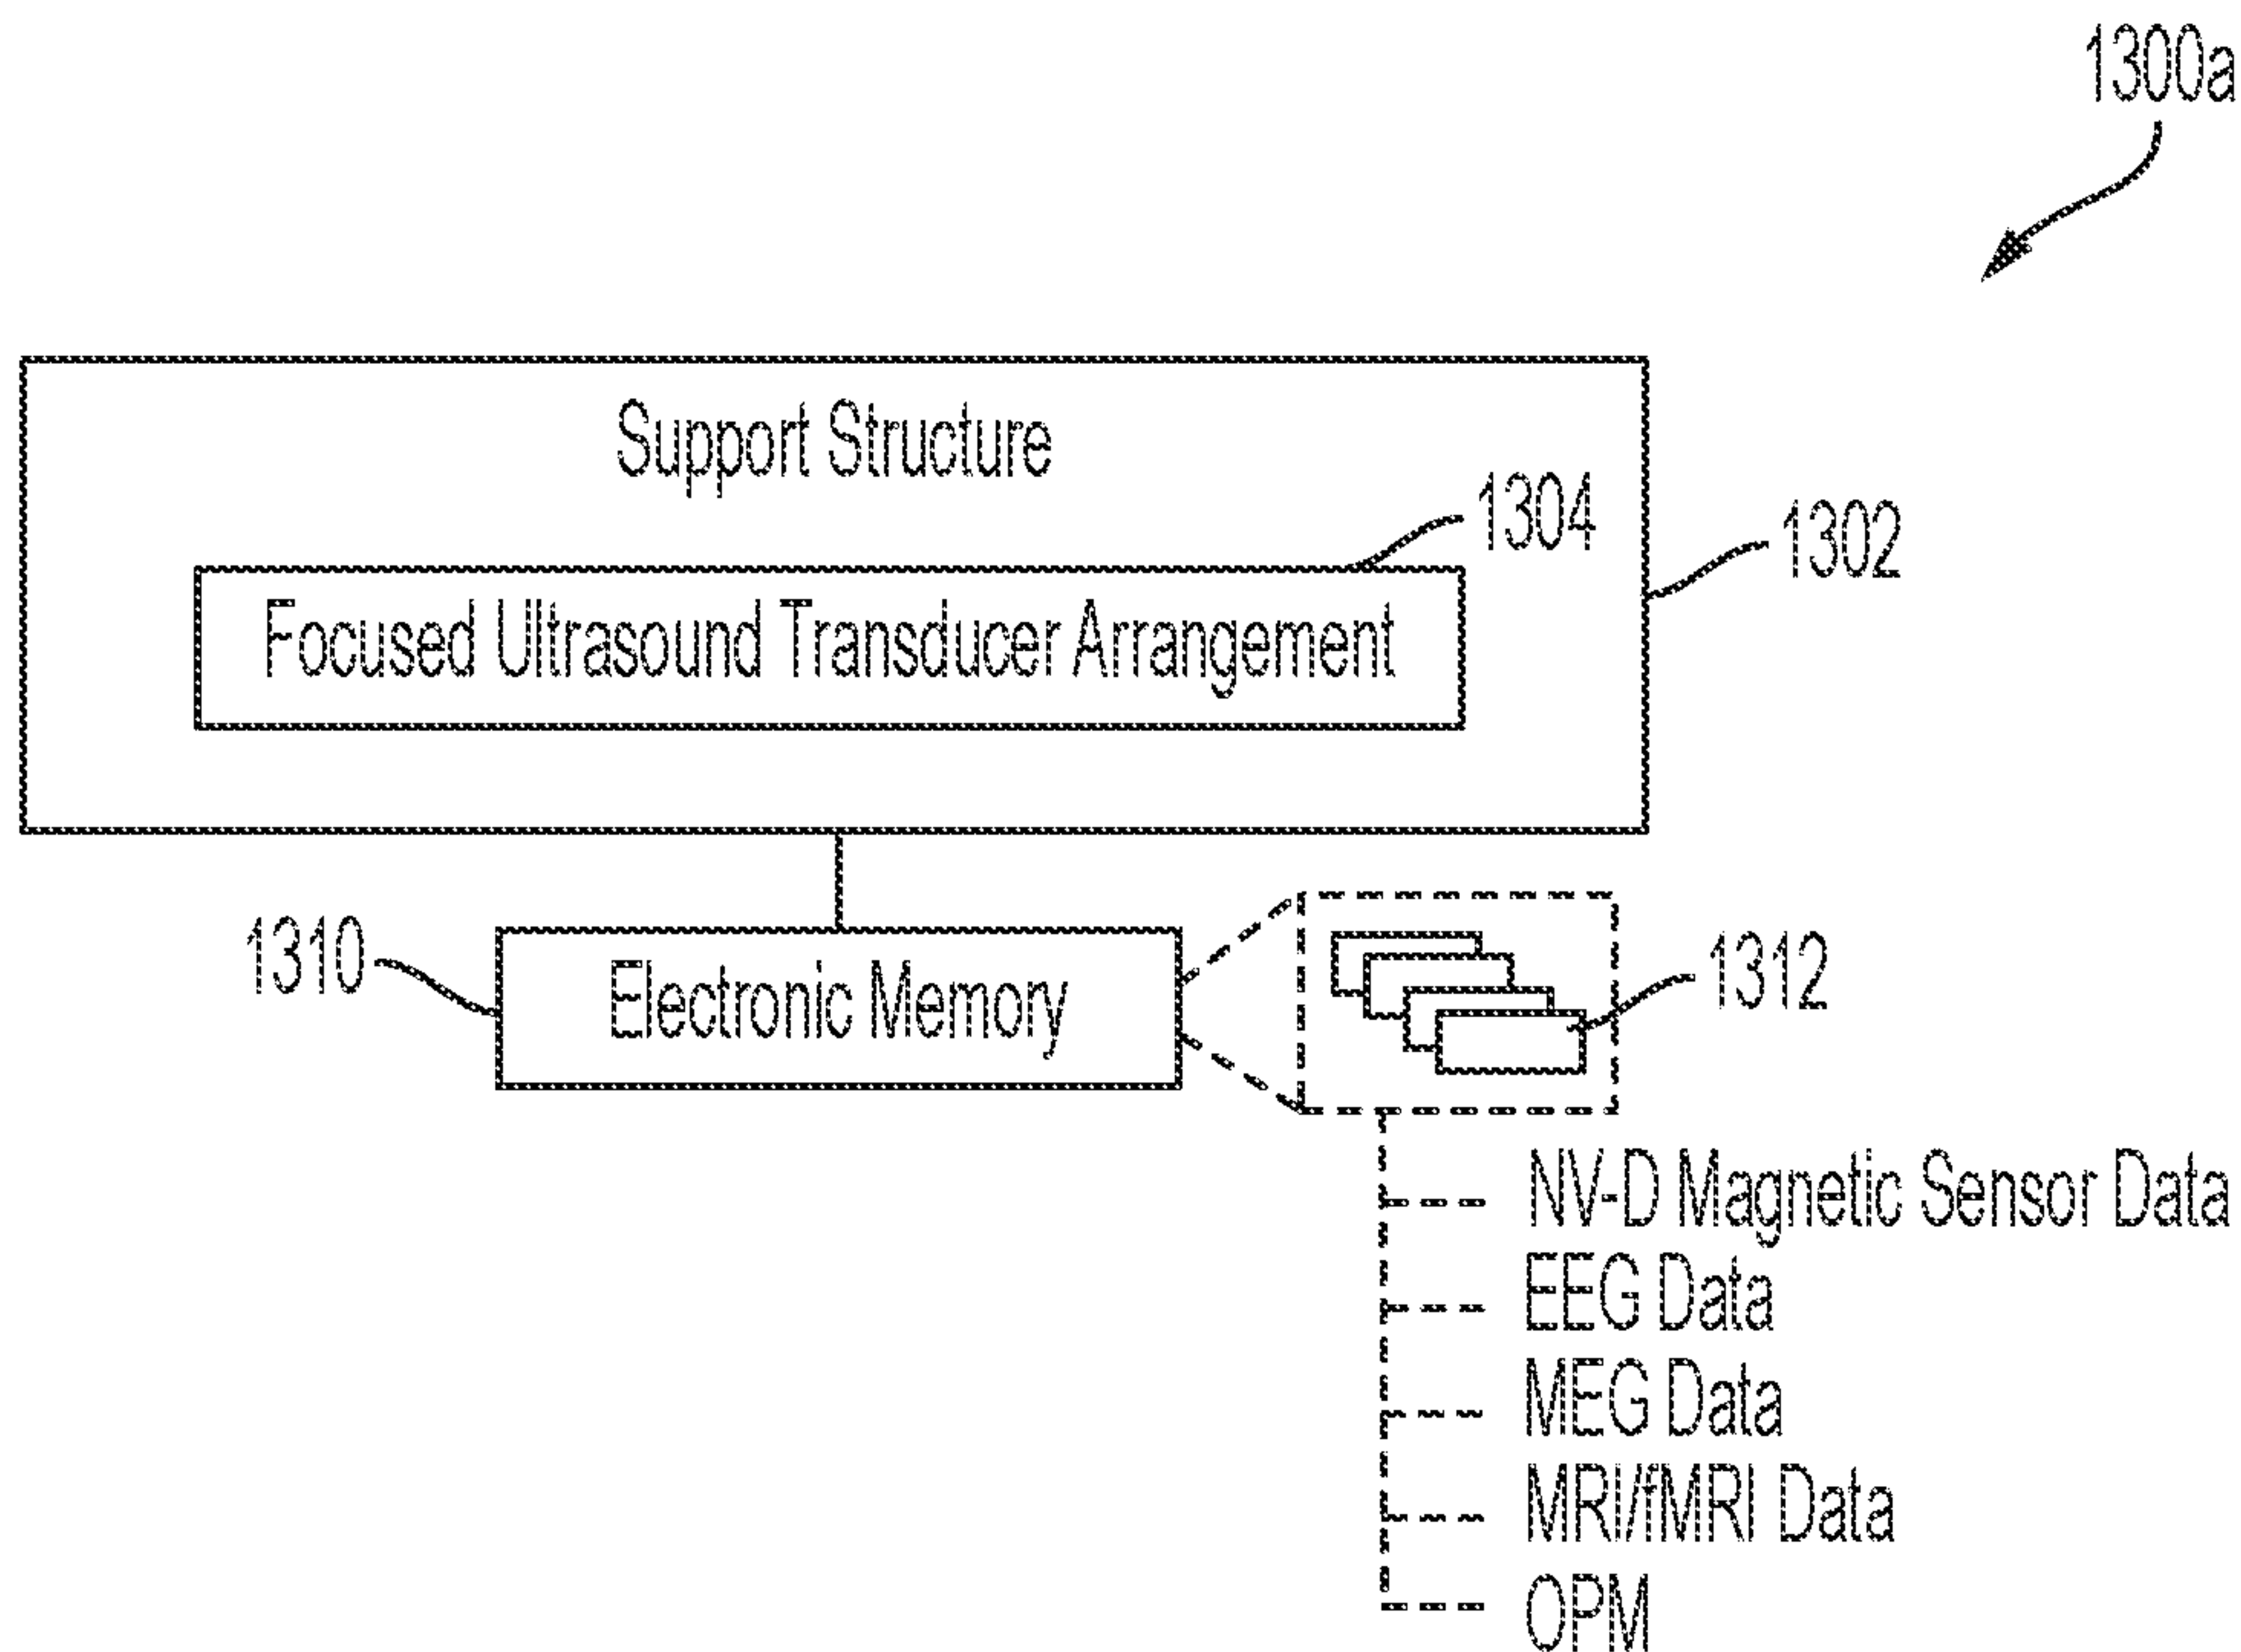 1300a
Support Structure
1304
1302
Focused Ultrasound Transducer Arrangement
1310
Electronic Memory
1312
NV-D Magnetic Sensor Data
EEG Data
MEG Data
MRI/fMRI Data
OPM